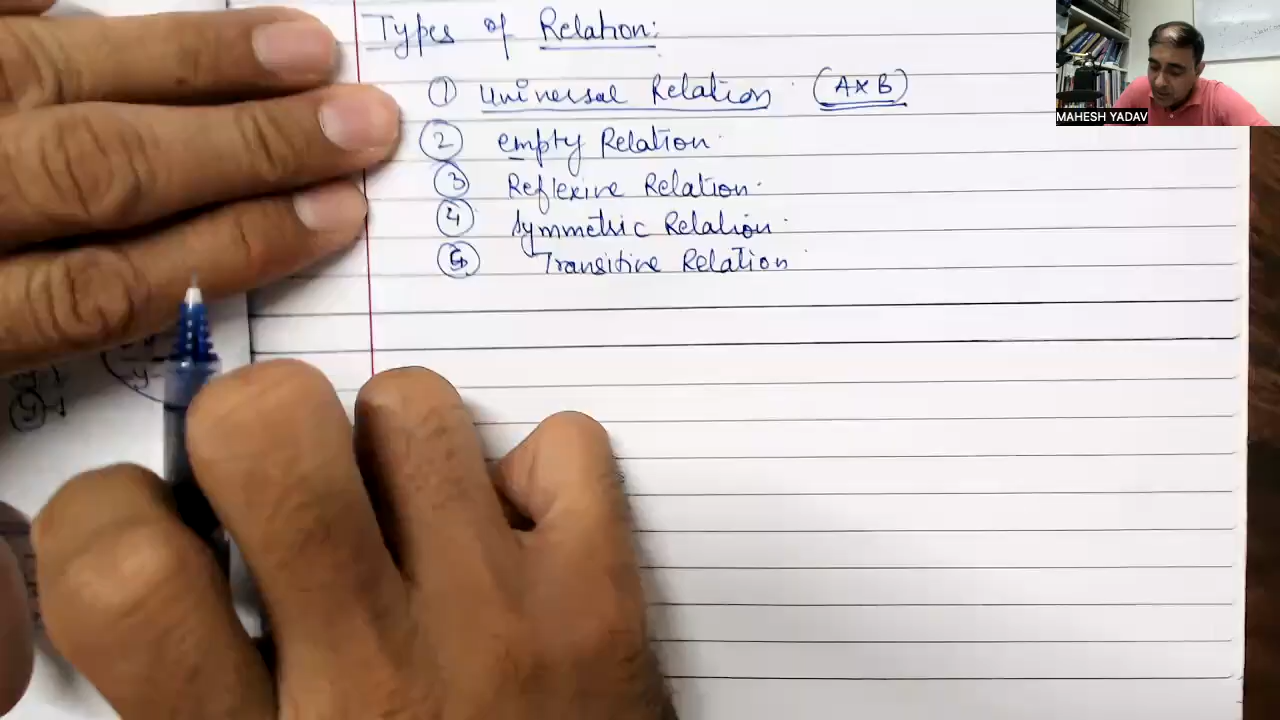 Types of Relation:
① Universal Relation (A×B)
② empty Relation.
③ Reflexive Relation.
④ Symmetric Relation.
⑤ Transitive Relation
MAHESH YADAV